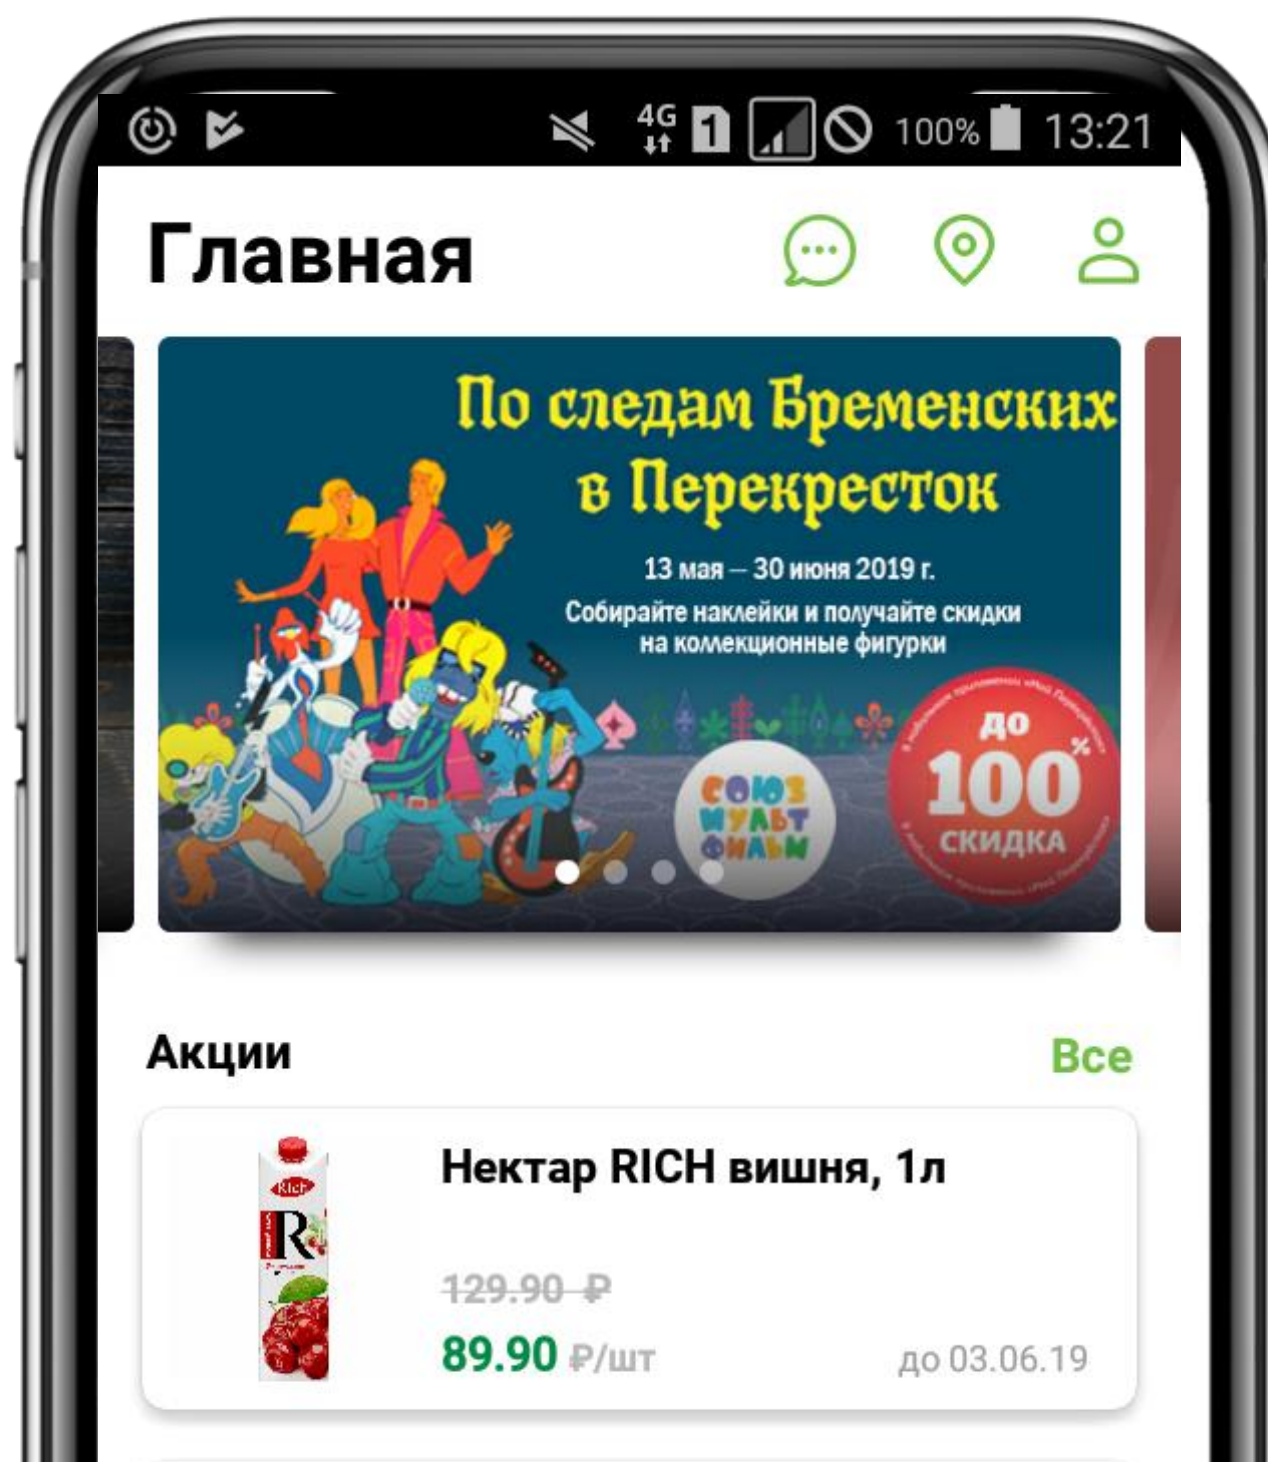 4G 1 100% 13:21
Главная
По следам Бременских
в Перекресток
13 мая – 30 июня 2019 г.
Собирайте наклейки и получайте скидки
на коллекционные фигурки
до
100%
СКИДКА
СОЮЗ
МУЛЬТ
ФИЛЬМ
Акции
Все
Rich
R
Нектар RICH вишня, 1л
129.90 ₽
89.90 ₽/шт
до 03.06.19